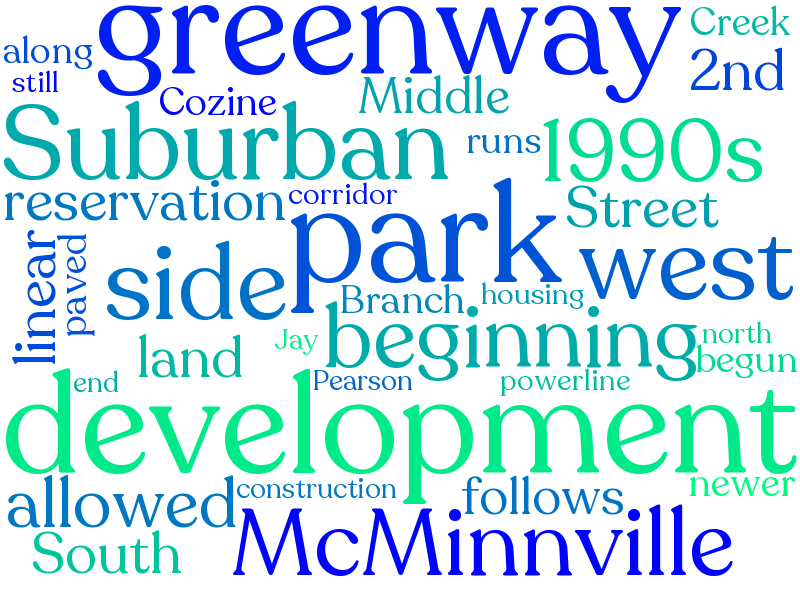 greenway
Creek
along
2nd
still
Cozine
Middle
Suburban
1990s
runs
reservation
corridor
park
Street
linear
paved
side
west
Branch
housing
beginning
land
Jay
north
begun
end
Pearson
powerline
development
newer
allowed
construction
follows
South
McMinnville